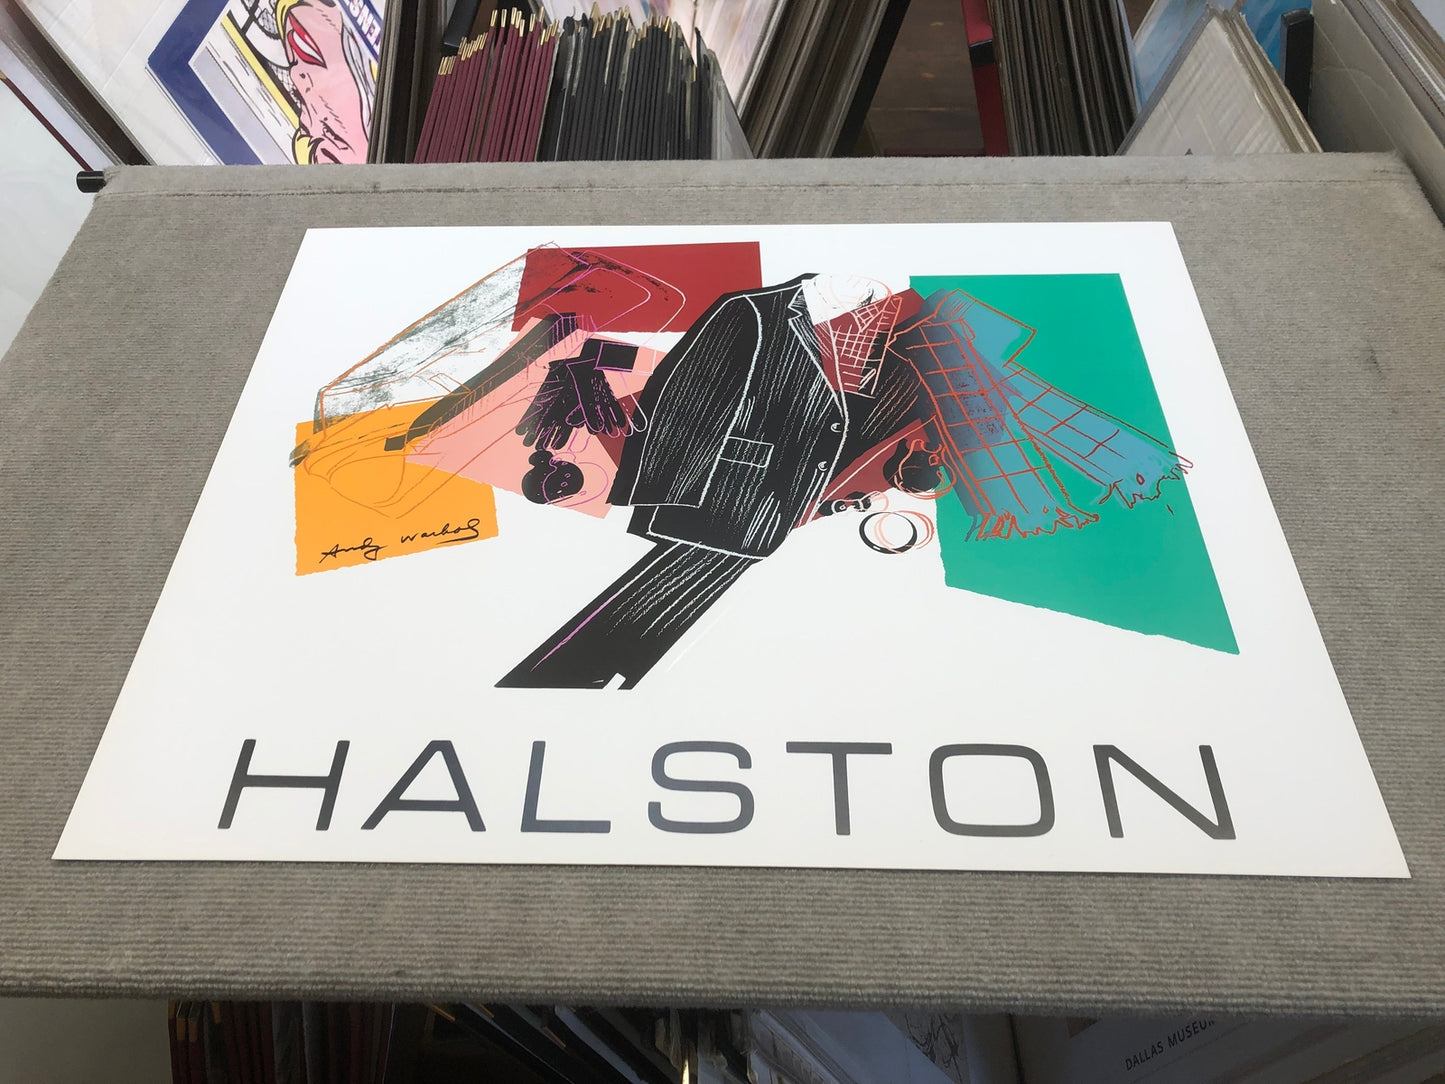 Andy Warhol
HALSTON
DALLAS MUSEUM